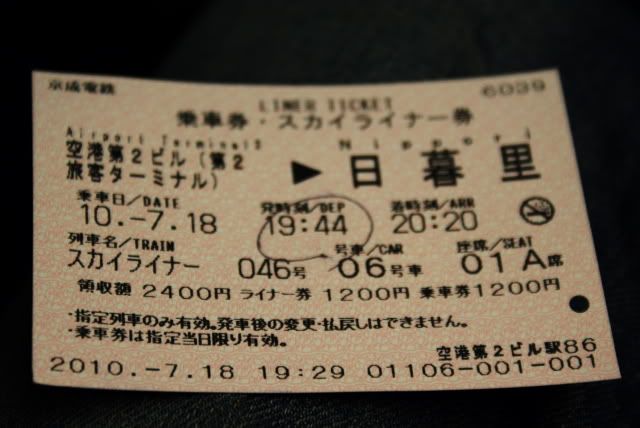 京成電鉄 LINER TICKET 6039
乗車券・スカイライナー券
Airport Terminal2 Nippori
空港第2ビル(第2 ▶日暮里
旅客ターミナル)
乗車日/DATE 発時刻/DEP 着時刻/ARR
10.-7.18 19:44 20:20
列車名/TRAIN 号車/CAR 座席/SEAT
スカイライナー 046号 06号車 01A席
領収額 2400円 ライナー券 1200円 乗車券1200円
・指定列車のみ有効。発車後の変更・払戻しはできません。
・乗車券は指定当日限り有効。
空港第2ビル駅86
2010.-7.18 19:29 01106-001-001